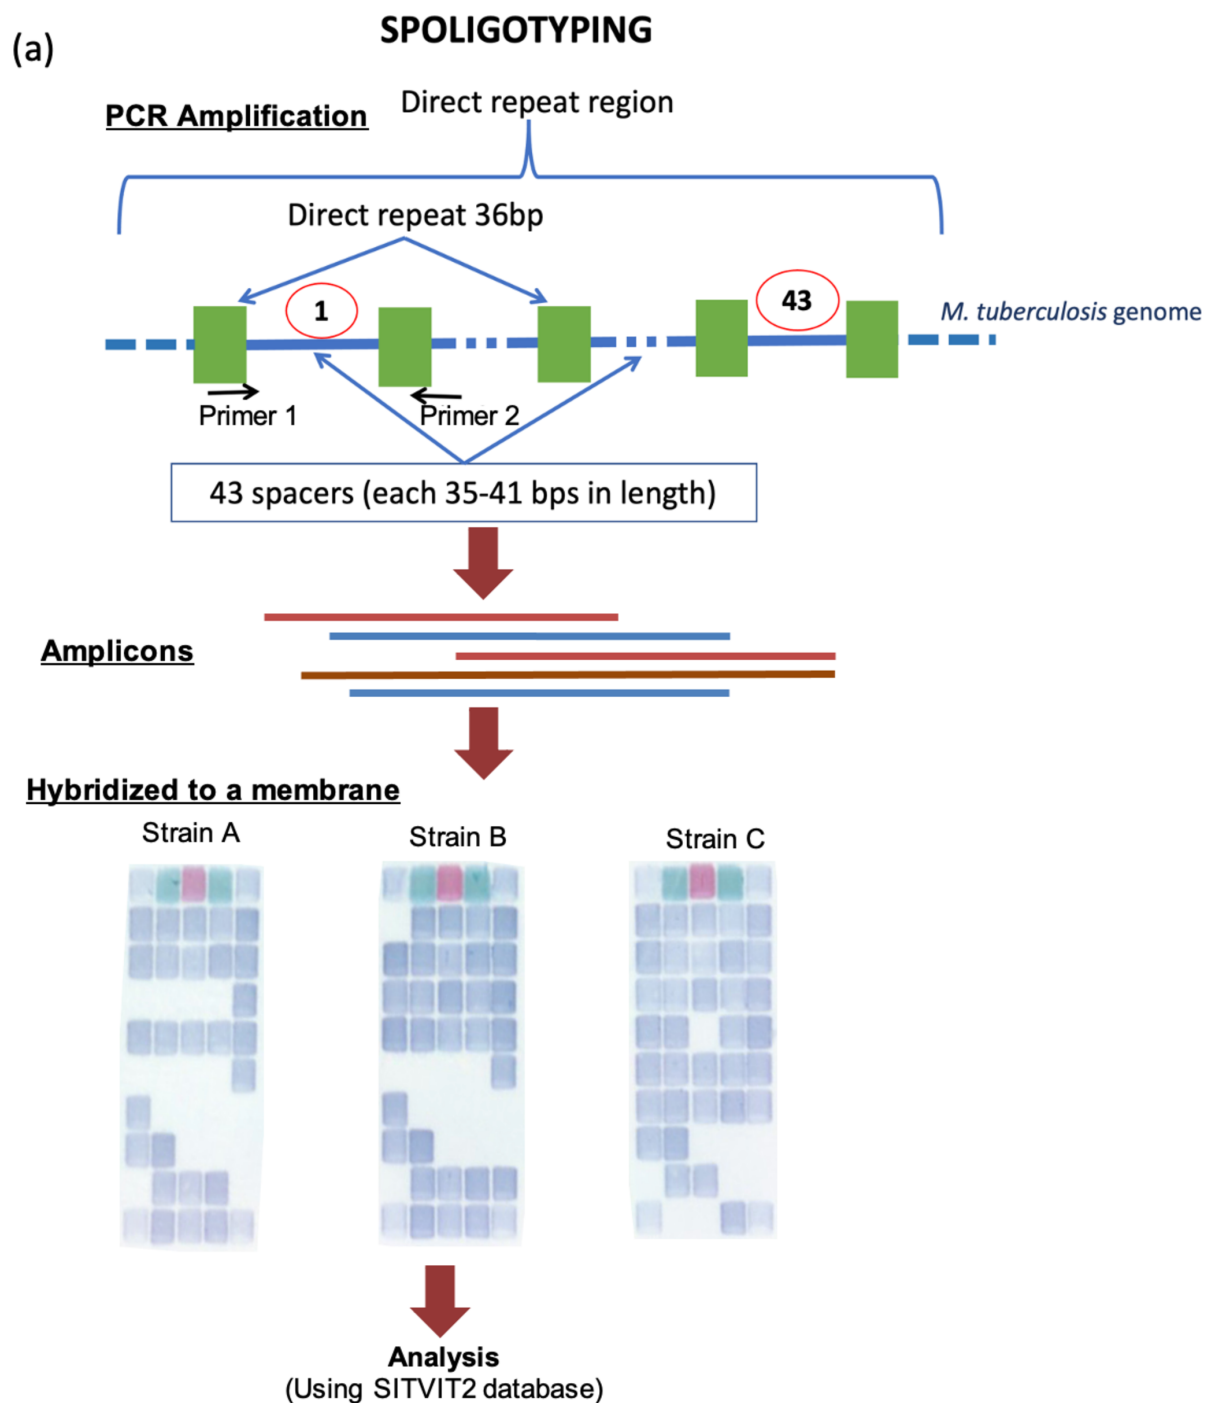 SPOLIGOTYPING
(a)
PCR Amplification
Direct repeat region
Direct repeat 36bp
1
43
M. tuberculosis genome
Primer 1
Primer 2
43 spacers (each 35-41 bps in length)
Amplicons
Hybridized to a membrane
Strain A
Strain B
Strain C
Analysis
(Using SITVIT2 database)